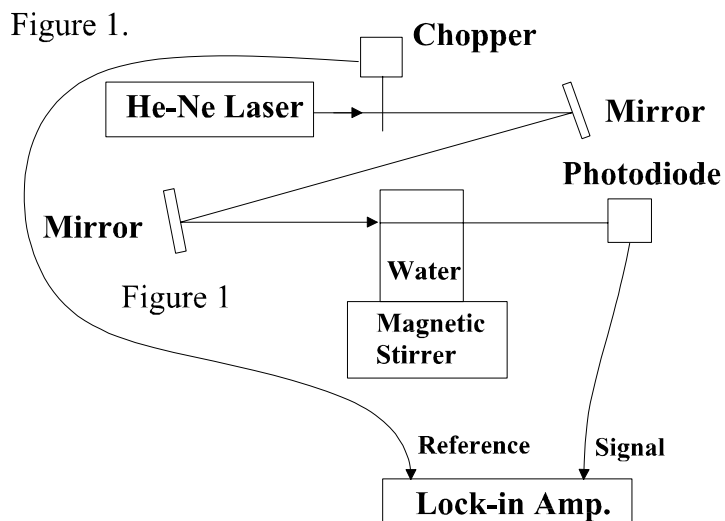 Figure 1.
Chopper
He-Ne Laser
Mirror
Photodiode
Mirror
Water
Figure 1
Magnetic
Stirrer
Reference
Signal
Lock-in Amp.